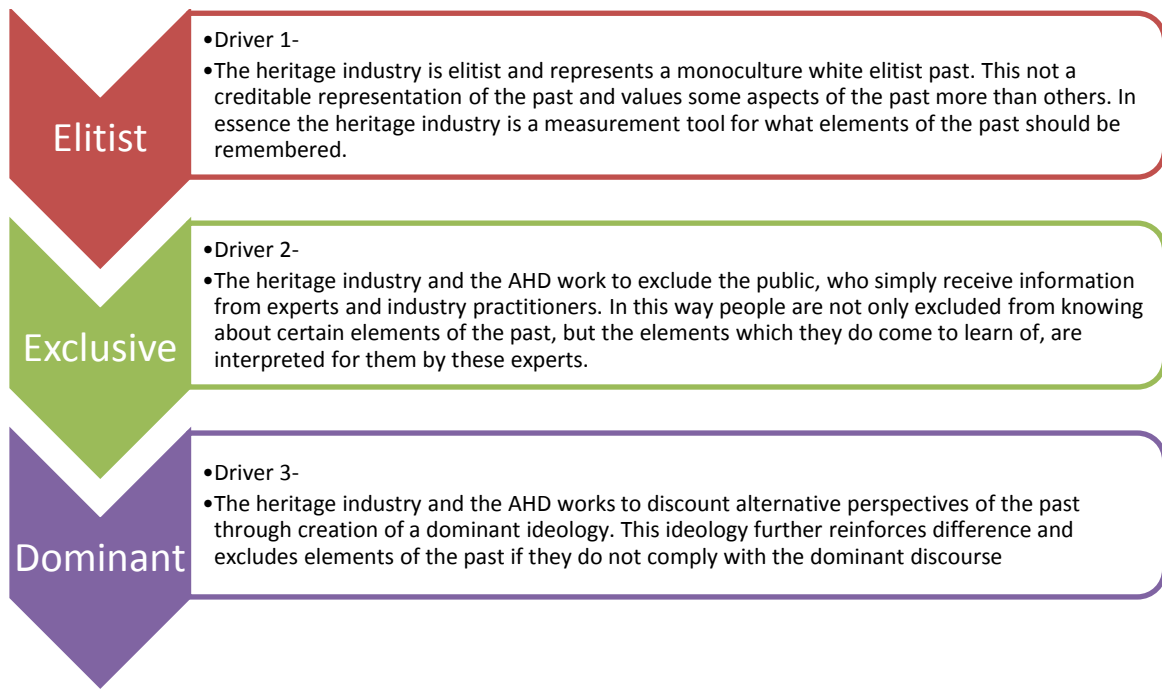 Elitist
•Driver 1-
•The heritage industry is elitist and represents a monoculture white elitist past. This not a
creditable representation of the past and values some aspects of the past more than others. In
essence the heritage industry is a measurement tool for what elements of the past should be
remembered.
Exclusive
•Driver 2-
•The heritage industry and the AHD work to exclude the public, who simply receive information
from experts and industry practitioners. In this way people are not only excluded from knowing
about certain elements of the past, but the elements which they do come to learn of, are
interpreted for them by these experts.
Dominant
•Driver 3-
•The heritage industry and the AHD works to discount alternative perspectives of the past
through creation of a dominant ideology. This ideology further reinforces difference and
excludes elements of the past if they do not comply with the dominant discourse